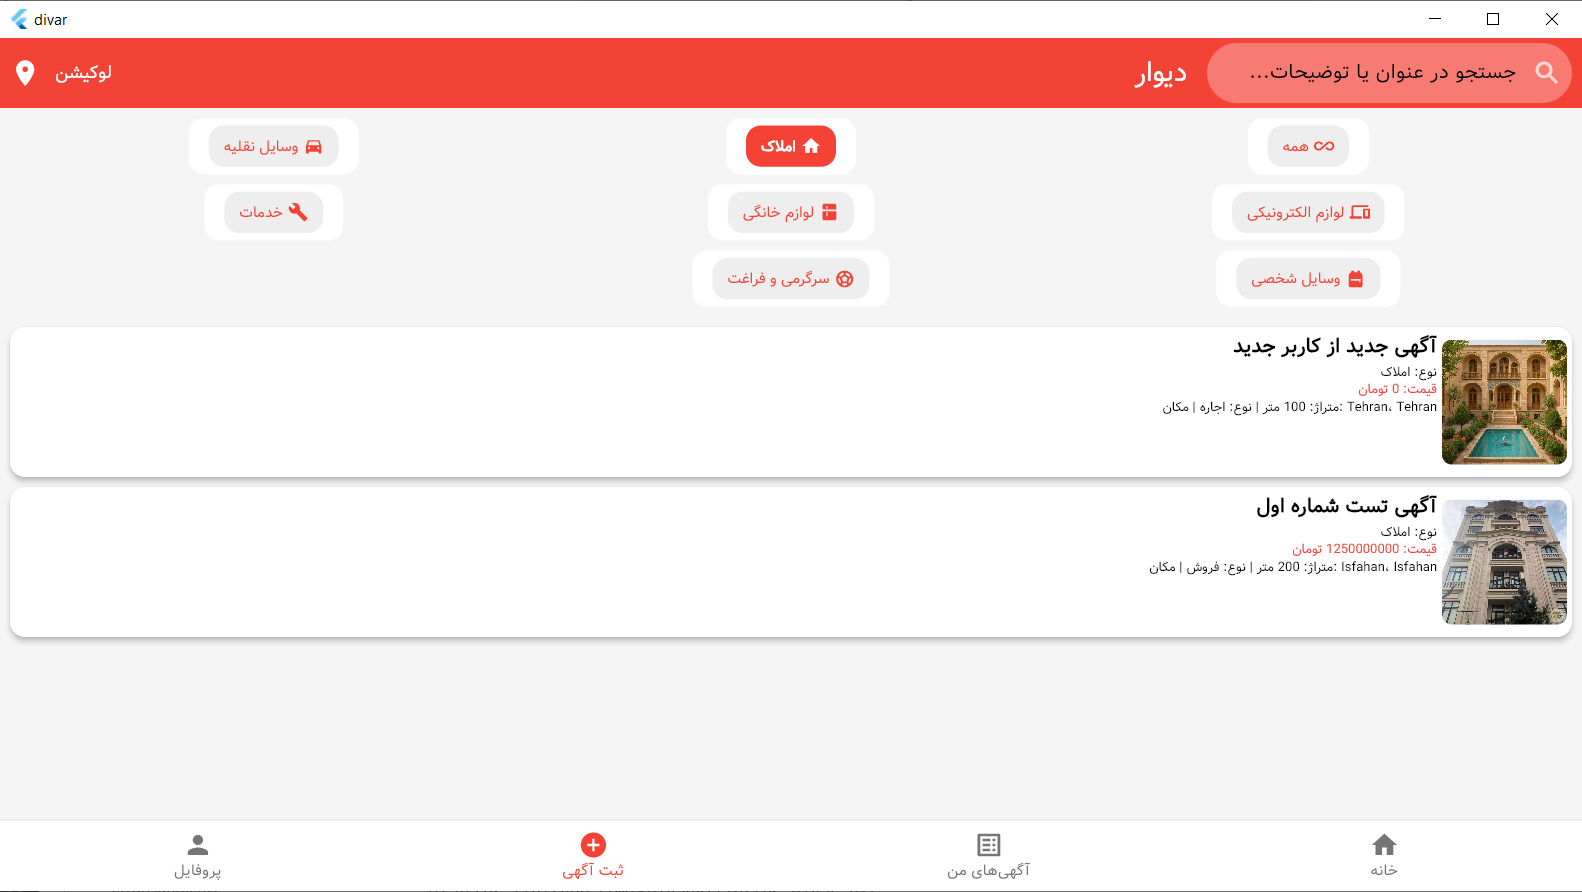 divar
جستجو در عنوان یا توضیحات...
دیوار
لوکیشن
همه
املاک
وسایل نقلیه
لوازم الکترونیکی
لوازم خانگی
خدمات
وسایل شخصی
سرگرمی و فراغت
آگهی جدید از کاربر جدید
نوع: املاک
قیمت: 0 تومان
متراژ: 100 متر | نوع: اجاره | مکان: Tehran، Tehran
آگهی تست شماره اول
نوع: املاک
قیمت: 1250000000 تومان
متراژ: 200 متر | نوع: فروش | مکان: Isfahan، Isfahan
خانه
آگهی‌های من
ثبت آگهی
پروفایل